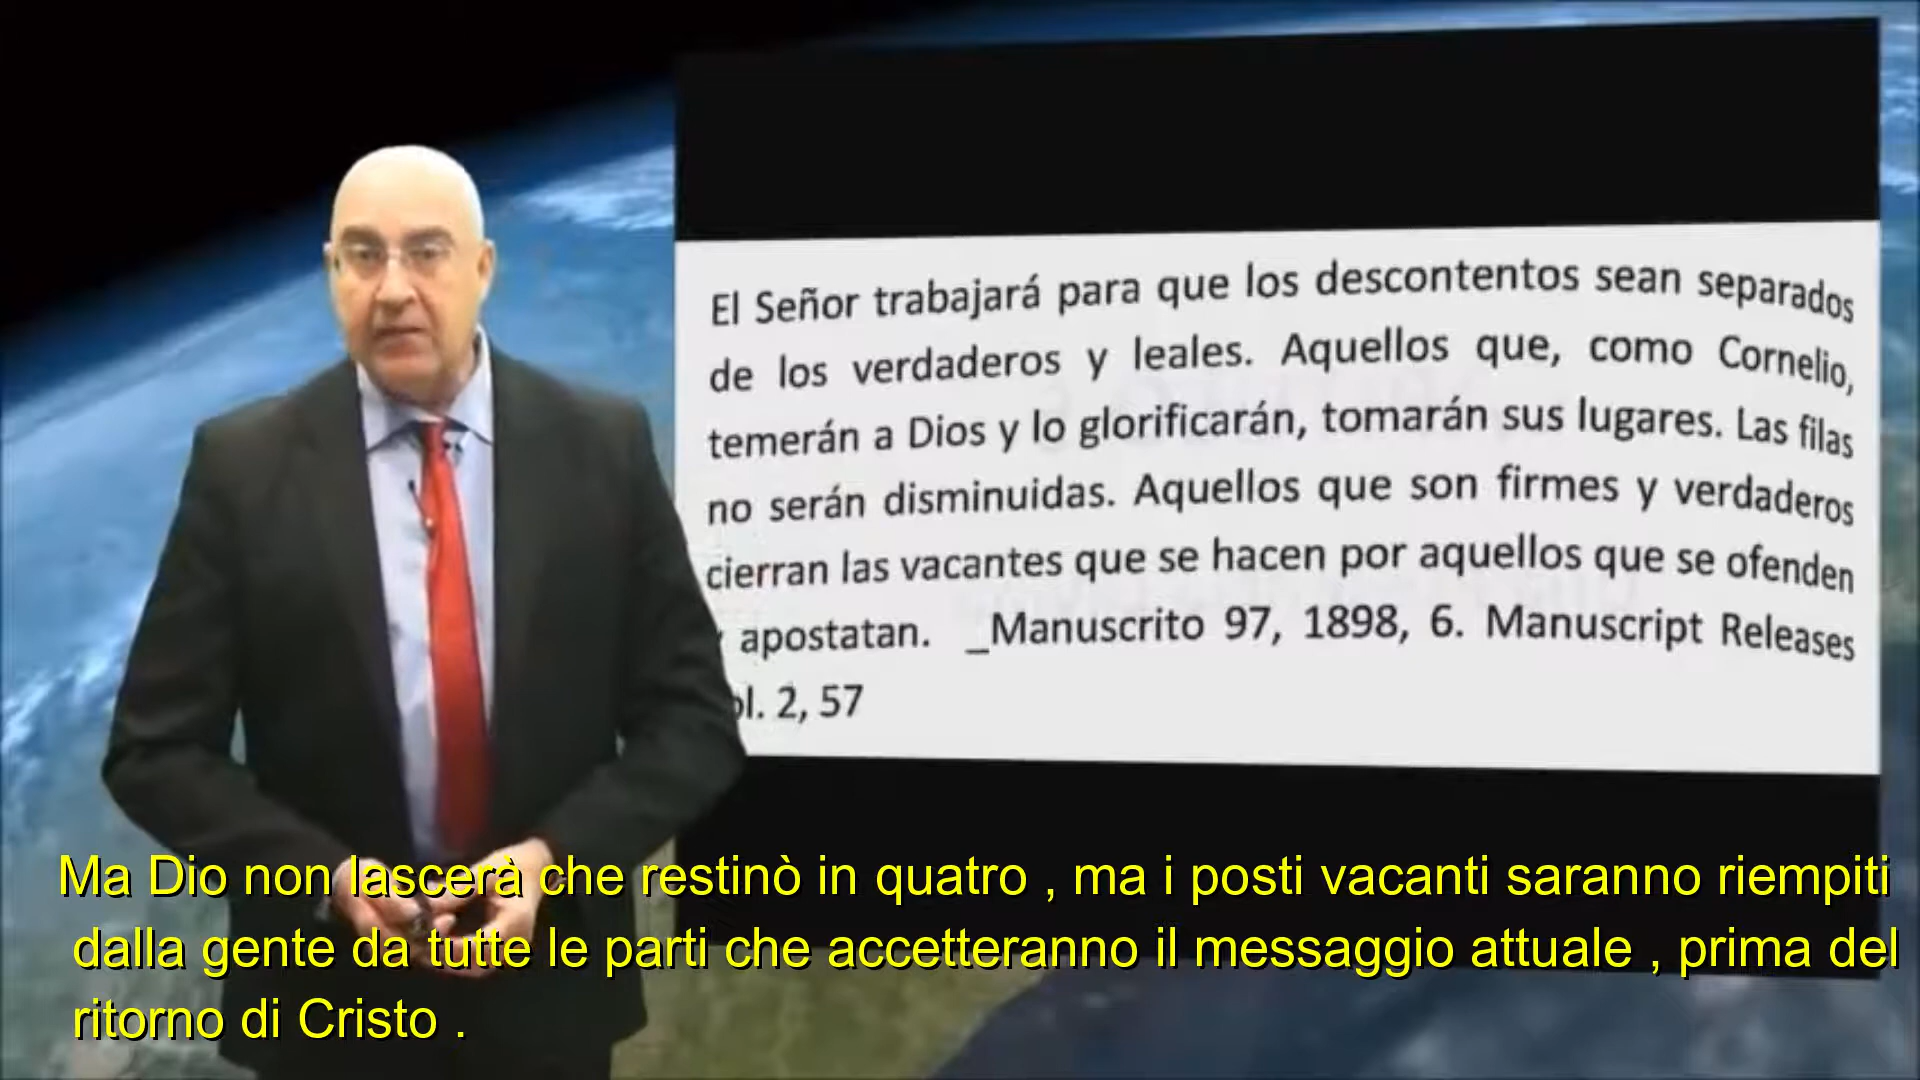 El Señor trabajará para que los descontentos sean separados
de los verdaderos y leales. Aquellos que, como Cornelio,
temerán a Dios y lo glorificarán, tomarán sus lugares. Las filas
no serán disminuidas. Aquellos que son firmes y verdaderos
cierran las vacantes que se hacen por aquellos que se ofenden
apostatan. _Manuscrito 97, 1898, 6. Manuscript Releases
ol. 2, 57
Ma Dio non lascerà che restinò in quatro , ma i posti vacanti saranno riempiti
dalla gente da tutte le parti che accetteranno il messaggio attuale , prima del
ritorno di Cristo .